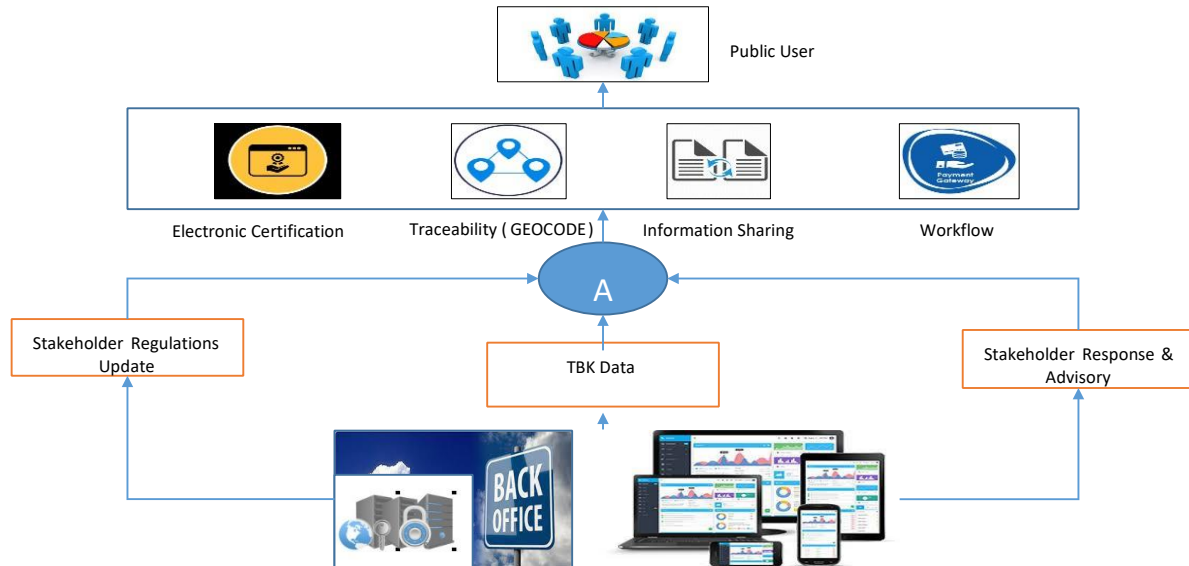 Public User
Payment
Gateway
Electronic Certification
Traceability ( GEOCODE)
Information Sharing
Workflow
A
Stakeholder Regulations
Update
TBK Data
Stakeholder Response &
Advisory
BACK
OFFICE